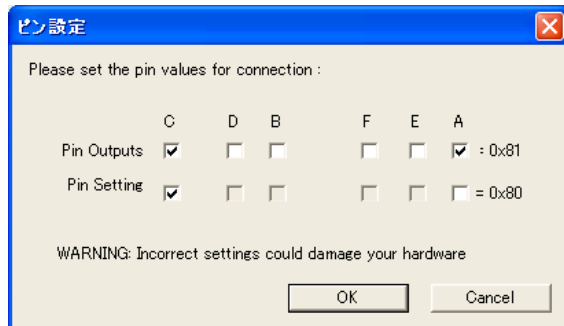 ピン設定
Please set the pin values for connection :
C D B F E A
Pin Outputs : 0x81
Pin Setting = 0x80
WARNING: Incorrect settings could damage your hardware
OK Cancel